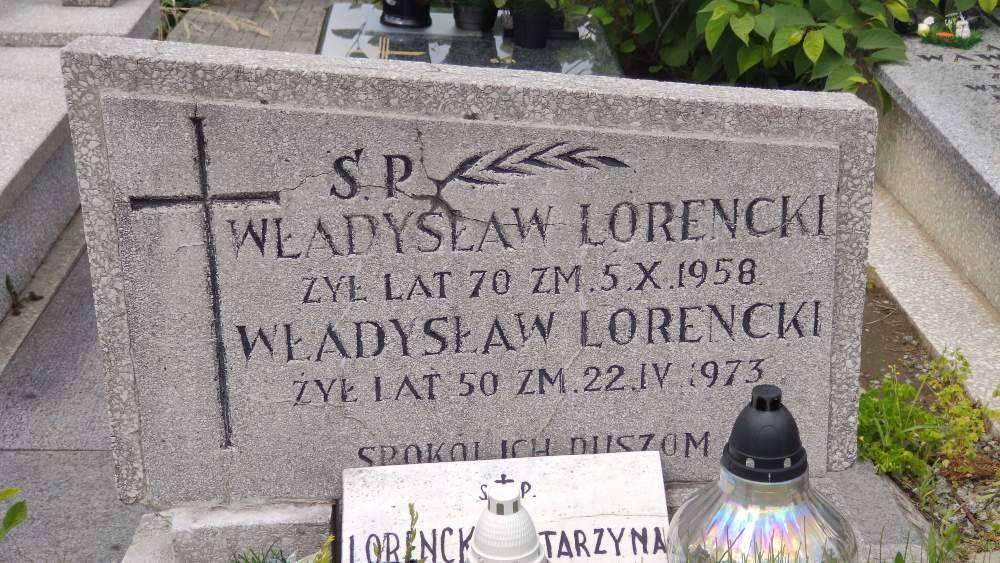 Ś.P.
WŁADYSŁAW LORENCKI
ŻYŁ LAT 70 ZM.5.X.1958
WŁADYSŁAW LORENCKI
ŻYŁ LAT 50 ZM.22.IV.1973
SPOKÓJ ICH DUSZOM
Ś P.